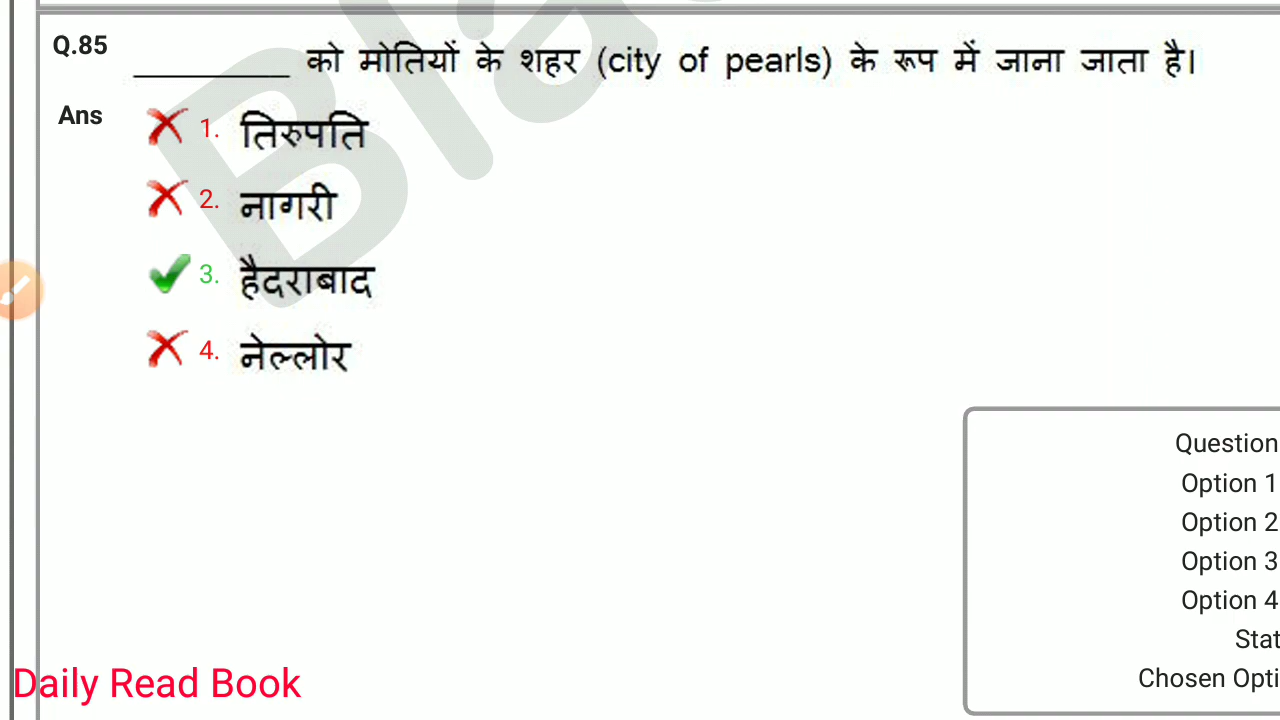 Q.85 __________ को मोतियों के शहर (city of pearls) के रूप में जाना जाता है।
Ans 1. तिरुपति
2. नागरी
3. हैदराबाद
4. नेल्लोर
Question
Option 1
Option 2
Option 3
Option 4
Stat
Chosen Opti
Daily Read Book